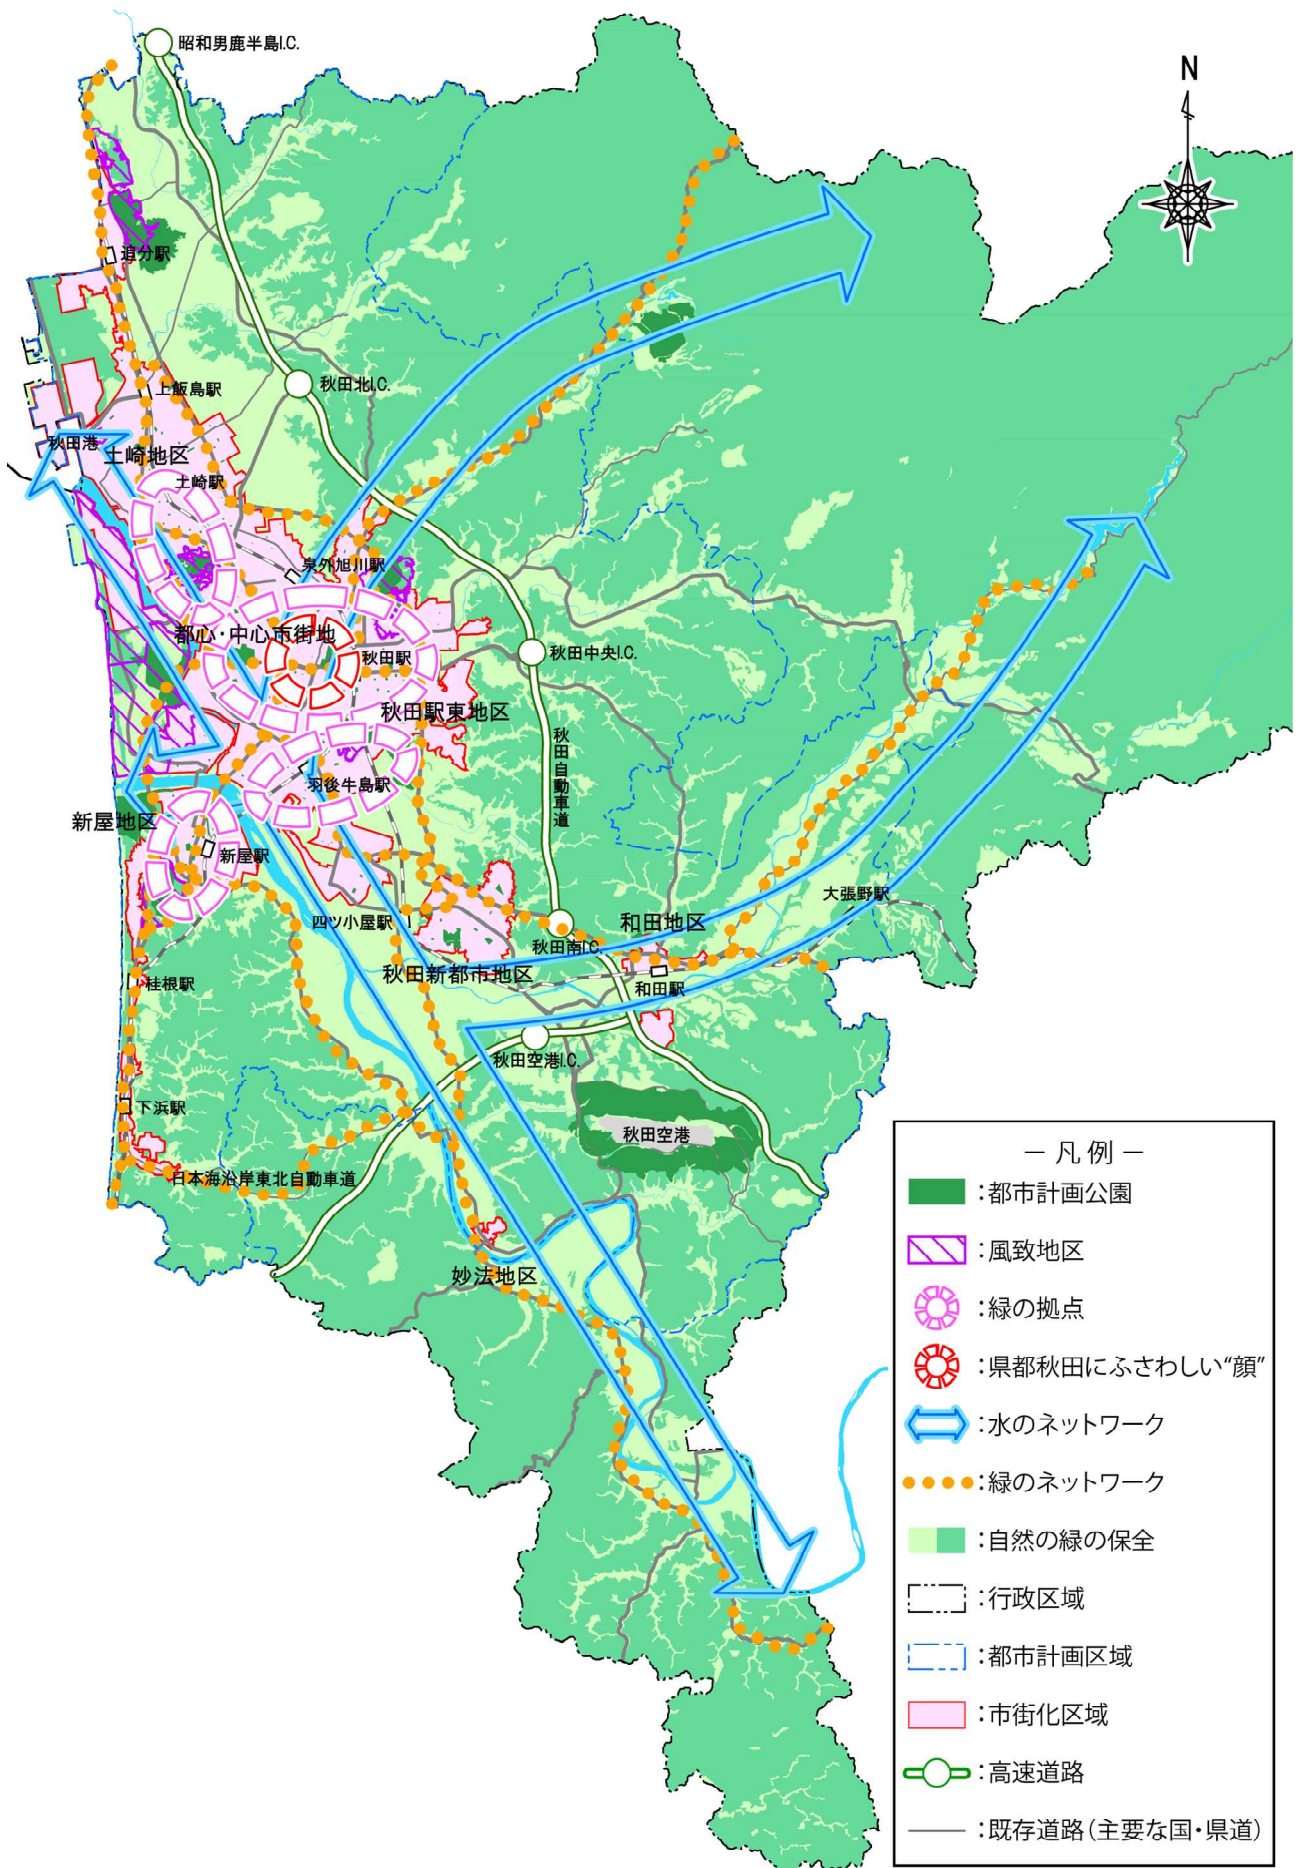 昭和男鹿半島I.C.
N
追分駅
秋田北I.C.
上飯島駅
秋田港
土崎地区
土崎駅
泉外旭川駅
都心・中心市街地
秋田駅
秋田中央I.C.
秋田駅東地区
秋田自動車道
羽後牛島駅
新屋地区
新屋駅
大張野駅
四ツ小屋駅
和田地区
秋田南I.C.
秋田新都市地区
桂根駅
和田駅
秋田空港I.C.
下浜駅
秋田空港
日本海沿岸東北自動車道
妙法地区
－ 凡 例 －
：都市計画公園
：風致地区
：緑の拠点
：県都秋田にふさわしい“顔”
：水のネットワーク
：緑のネットワーク
：自然の緑の保全
：行政区域
：都市計画区域
：市街化区域
：高速道路
：既存道路（主要な国・県道）